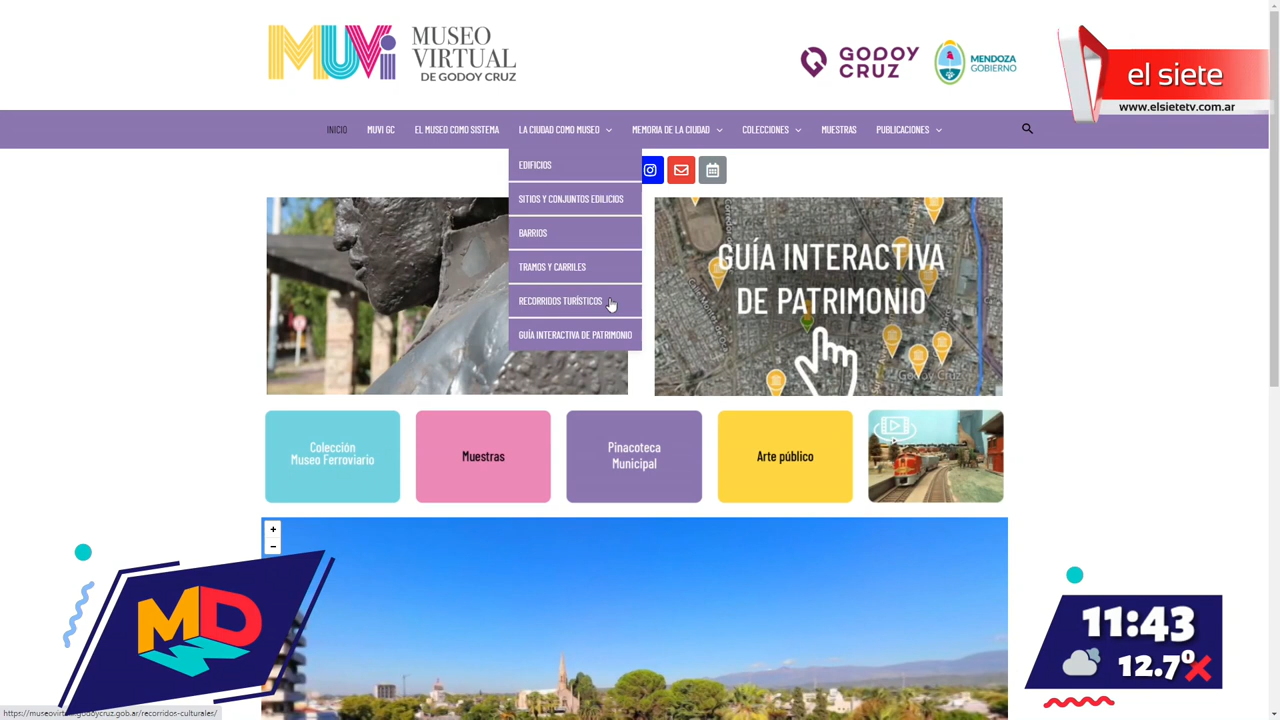 MUVi
MUSEO
VIRTUAL
DE GODOY CRUZ
GODOY
CRUZ
MENDOZA
GOBIERNO
el siete
www.elsietetv.com.ar
INICIO
MUVI GC
EL MUSEO COMO SISTEMA
LA CIUDAD COMO MUSEO
MEMORIA DE LA CIUDAD
COLECCIONES
MUESTRAS
PUBLICACIONES
EDIFICIOS
SITIOS Y CONJUNTOS EDILICIOS
BARRIOS
TRAMOS Y CARRILES
RECORRIDOS TURÍSTICOS
GUÍA INTERACTIVA DE PATRIMONIO
GUÍA INTERACTIVA
DE PATRIMONIO
Godoy Cruz
Colección
Museo Ferroviario
Muestras
Pinacoteca
Municipal
Arte público
+
−
MD
11:43
12.7º